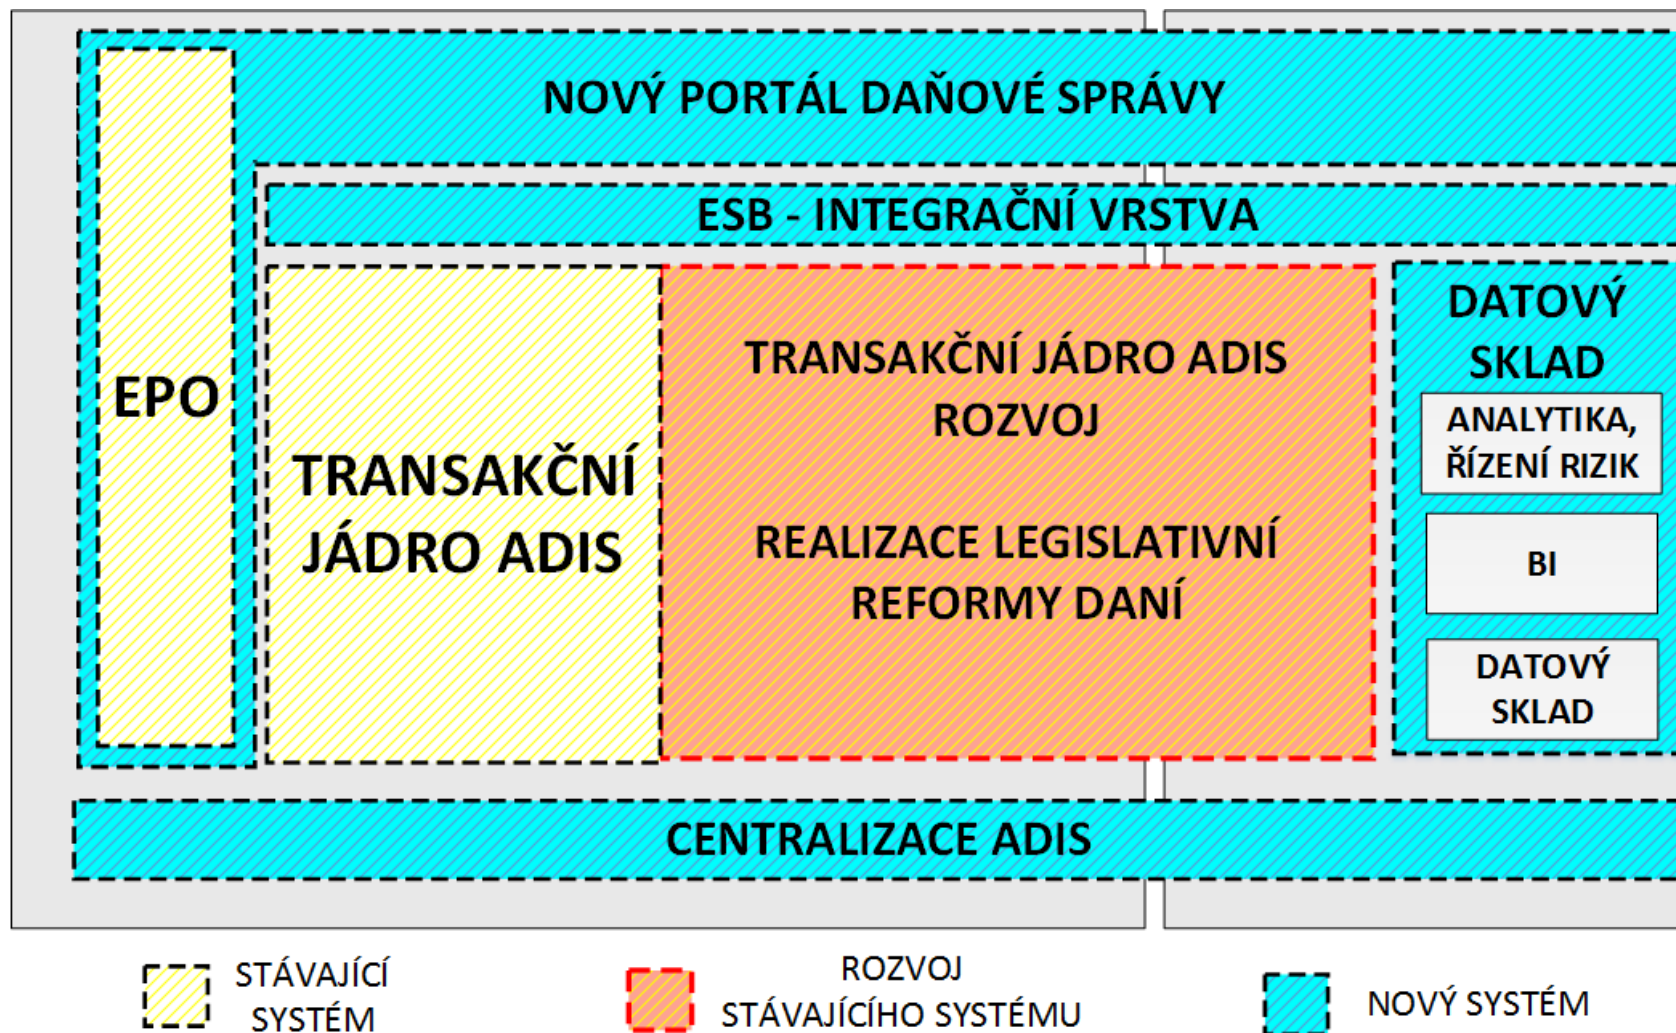 NOVÝ PORTÁL DAŇOVÉ SPRÁVY
ESB - INTEGRAČNÍ VRSTVA
EPO
TRANSAKČNÍ
JÁDRO ADIS
TRANSAKČNÍ JÁDRO ADIS
ROZVOJ
REALIZACE LEGISLATIVNÍ
REFORMY DANÍ
DATOVÝ
SKLAD
ANALYTIKA,
ŘÍZENÍ RIZIK
BI
DATOVÝ
SKLAD
CENTRALIZACE ADIS
STÁVAJÍCÍ
SYSTÉM
ROZVOJ
STÁVAJÍCÍHO SYSTÉMU
NOVÝ SYSTÉM